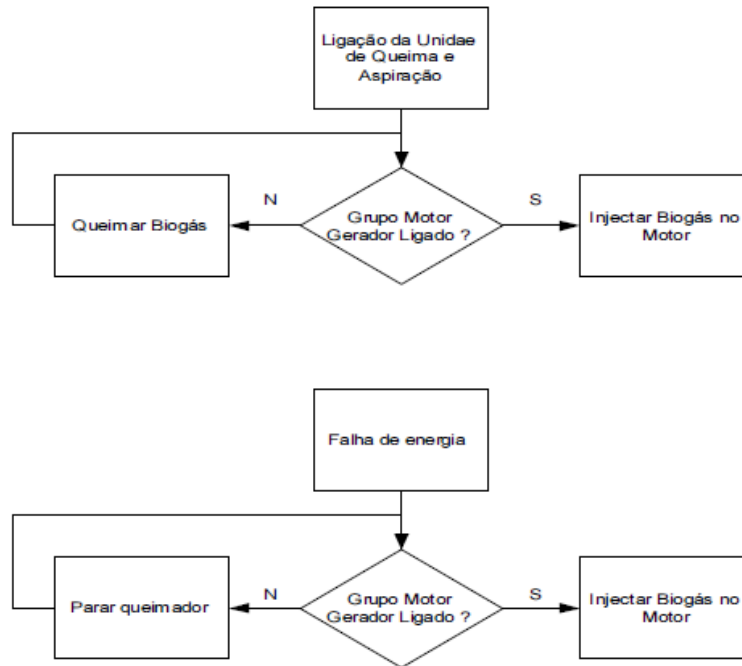 Ligação da Unidae
de Queima e
Aspiração
Queimar Biogás
N
Grupo Motor
Gerador Ligado ?
S
Injectar Biogás no
Motor
Falha de energia
Parar queimador
N
Grupo Motor
Gerador Ligado ?
S
Injectar Biogás no
Motor